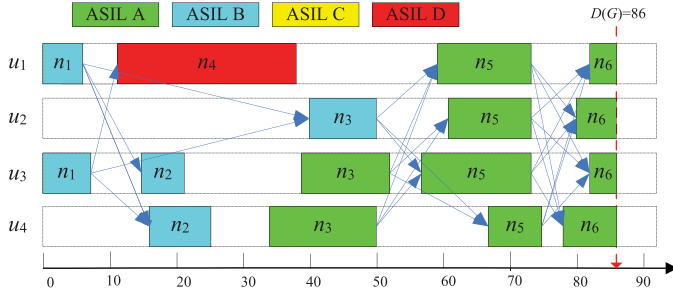 ASIL A ASIL B ASIL C ASIL D D(G)=86
u1 n1 n4 n5 n6
u2 n3 n5 n6
u3 n1 n2 n3 n5 n6
u4 n2 n3 n5 n6
0 10 20 30 40 50 60 70 80 90